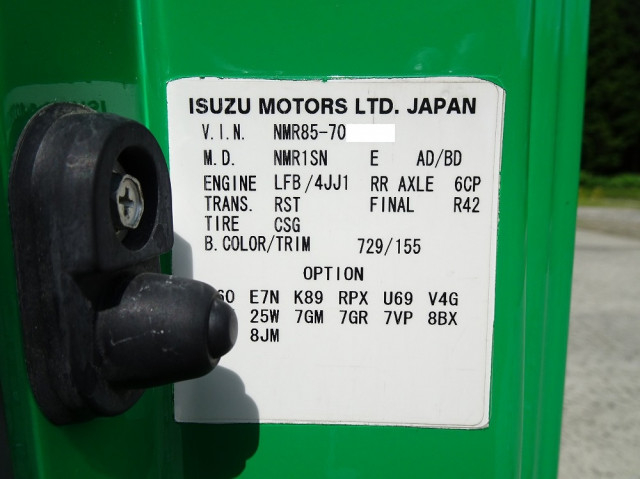 ISUZU MOTORS LTD. JAPAN
V.I.N. NMR85-70
M.D. NMR1SN E AD/BD
ENGINE LFB/4JJ1 RR AXLE 6CP
TRANS. RST FINAL R42
TIRE CSG
B.COLOR/TRIM 729/155
OPTION
E7N K89 RPX U69 V4G
25W 7GM 7GR 7VP 8BX
8JM